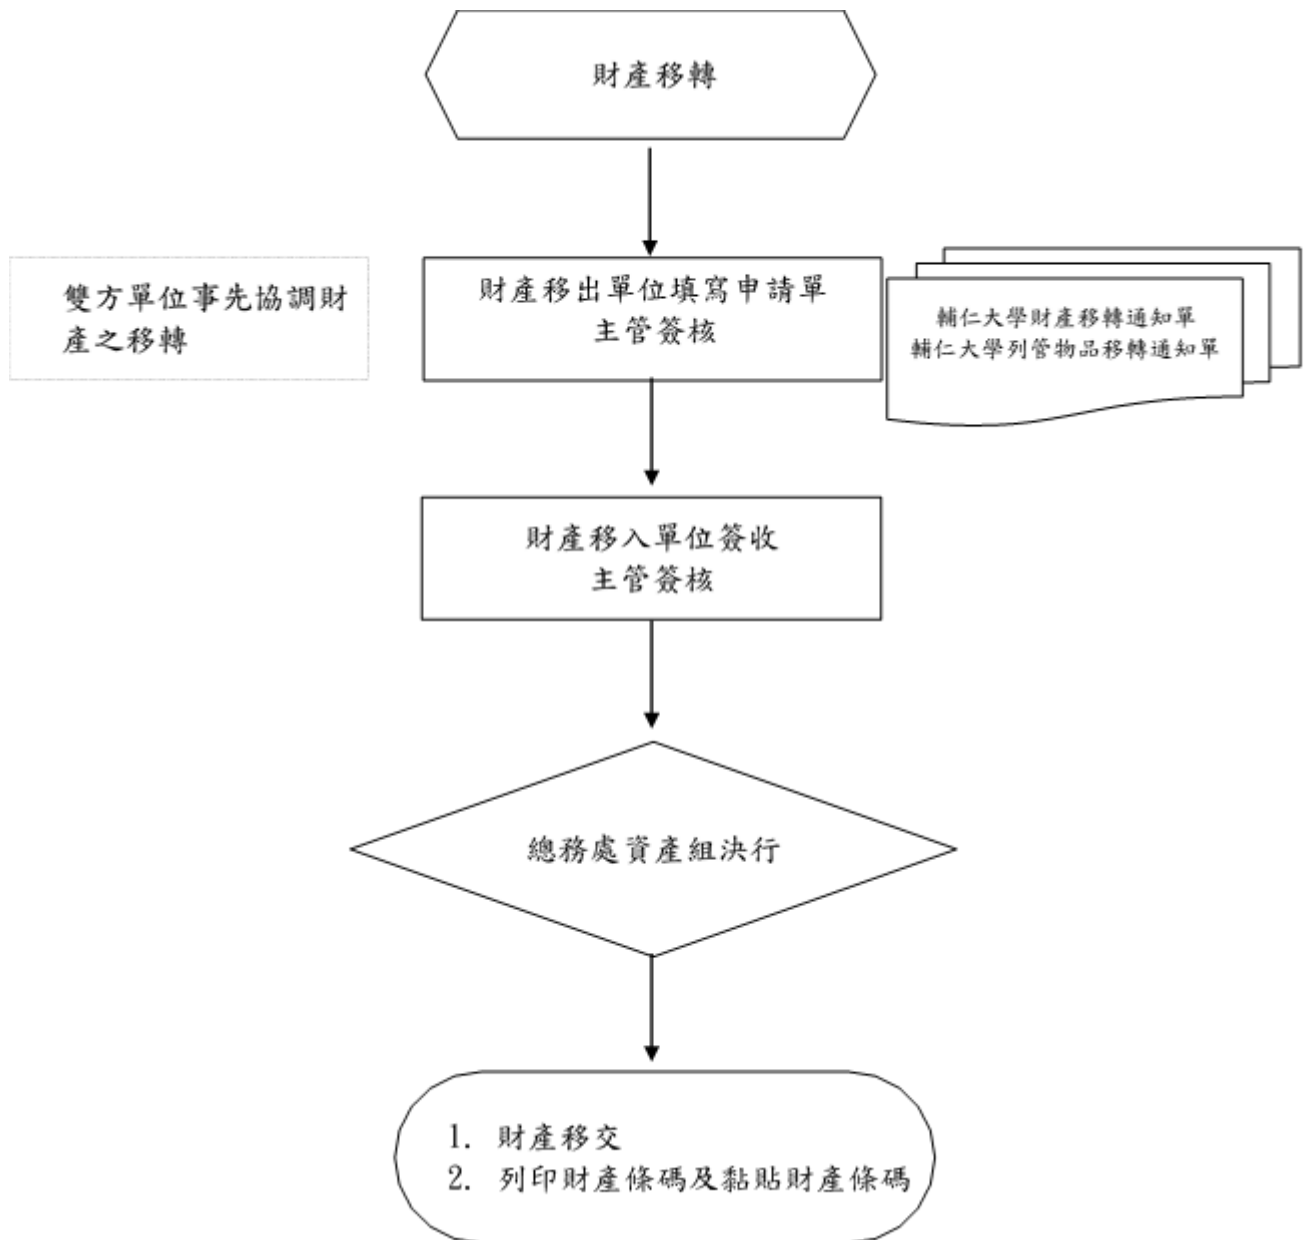 財產移轉
雙方單位事先協調財
產之移轉
財產移出單位填寫申請單
主管簽核
輔仁大學財產移轉通知單
輔仁大學列管物品移轉通知單
財產移入單位簽收
主管簽核
總務處資產組決行
1. 財產移交
2. 列印財產條碼及黏貼財產條碼